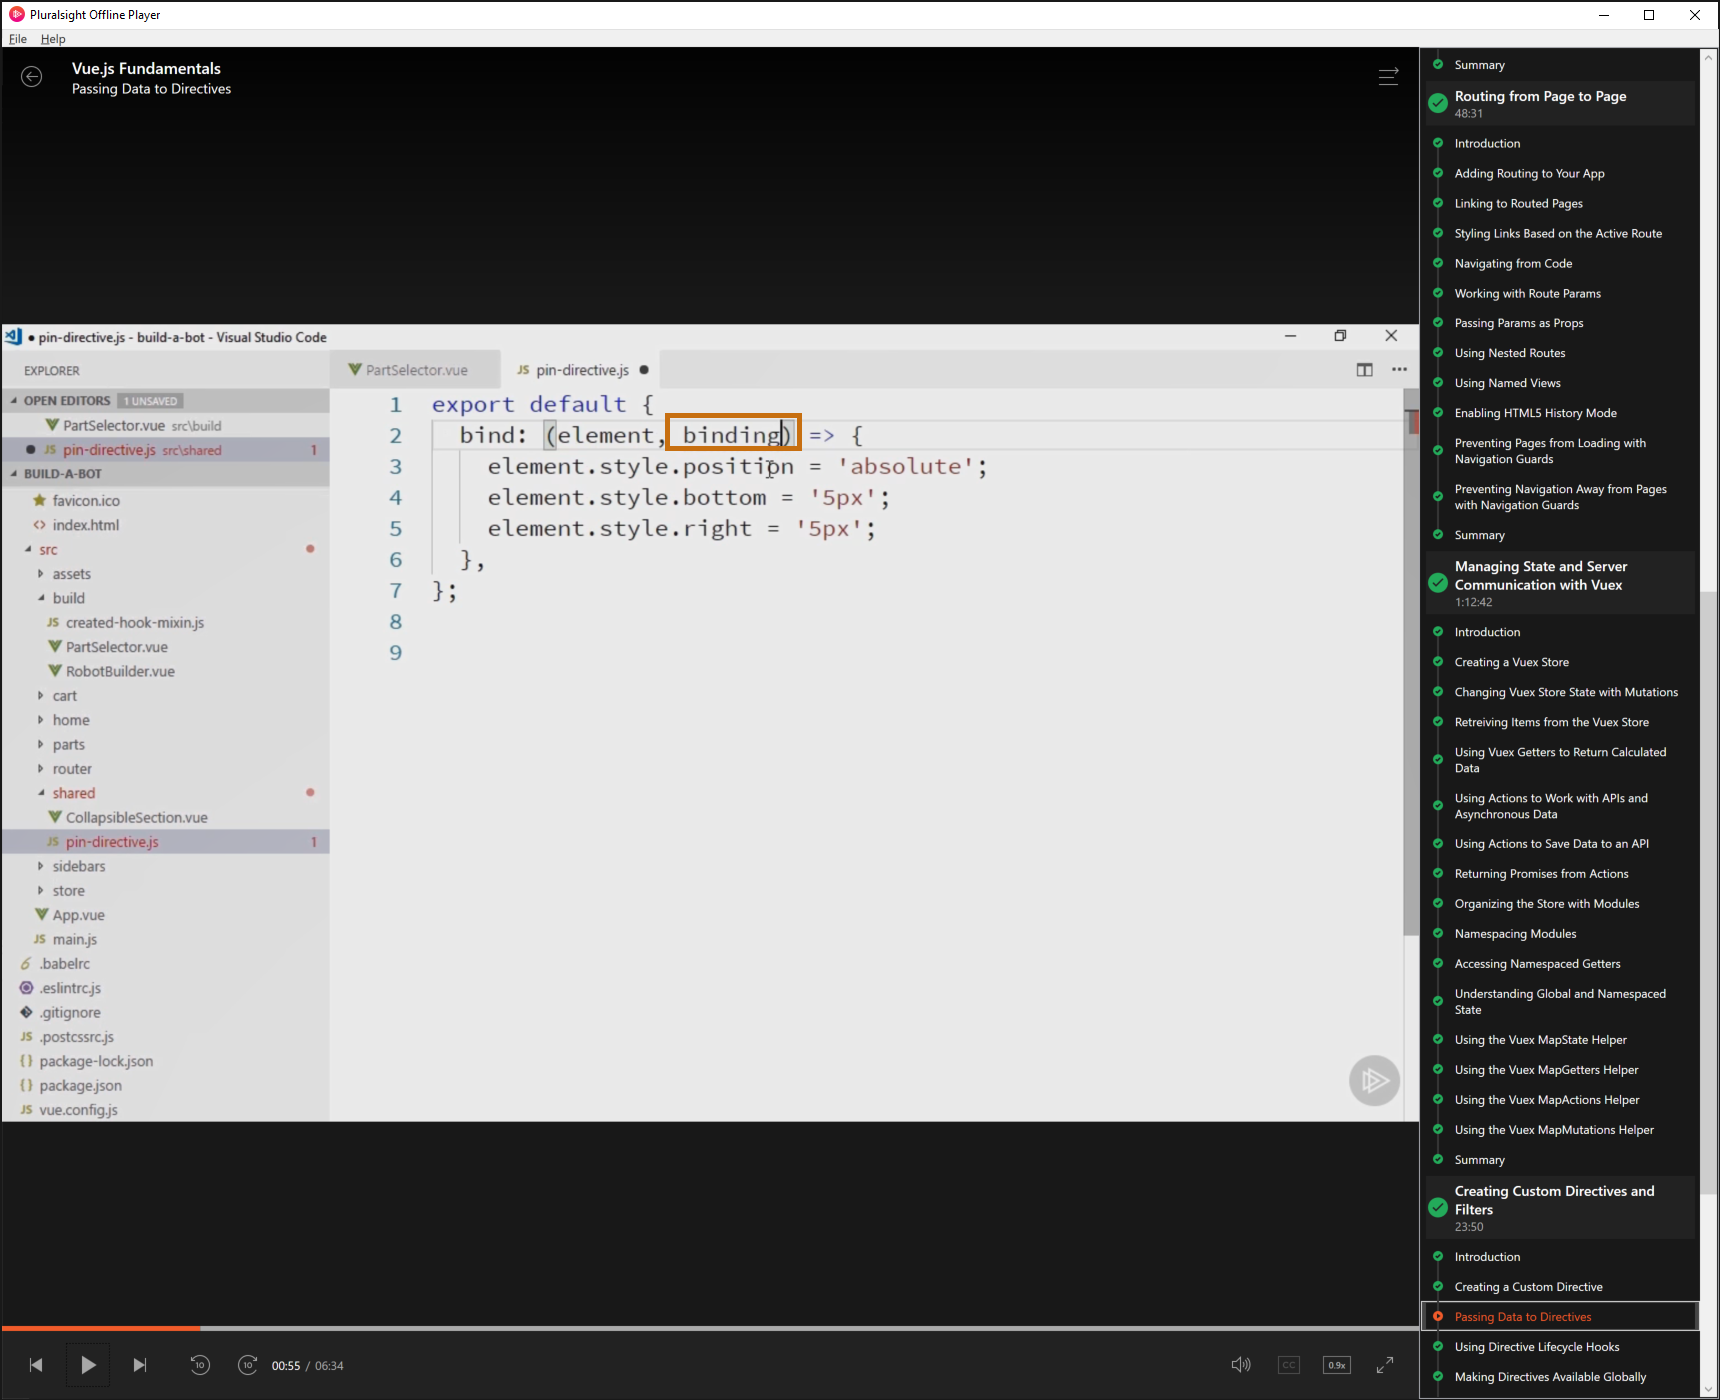 Pluralsight Offline Player
File Help
Vue.js Fundamentals
Passing Data to Directives
● pin-directive.js - build-a-bot - Visual Studio Code
EXPLORER
OPEN EDITORS 1 UNSAVED
PartSelector.vue src\build
JS pin-directive.js src\shared 1
BUILD-A-BOT
favicon.ico
<> index.html
src
assets
build
JS created-hook-mixin.js
PartSelector.vue
RobotBuilder.vue
cart
home
parts
router
shared
CollapsibleSection.vue
JS pin-directive.js 1
sidebars
store
App.vue
JS main.js
.babelrc
.eslintrc.js
.gitignore
JS .postcssrc.js
{} package-lock.json
{} package.json
JS vue.config.js
PartSelector.vue JS pin-directive.js ●
1 export default {
2 bind: (element, binding) => {
3 element.style.position = 'absolute';
4 element.style.bottom = '5px';
5 element.style.right = '5px';
6 },
7 };
8
9
10 10 00:55 / 06:34 CC 0.9x
Summary
Routing from Page to Page
48:31
Introduction
Adding Routing to Your App
Linking to Routed Pages
Styling Links Based on the Active Route
Navigating from Code
Working with Route Params
Passing Params as Props
Using Nested Routes
Using Named Views
Enabling HTML5 History Mode
Preventing Pages from Loading with
Navigation Guards
Preventing Navigation Away from Pages
with Navigation Guards
Summary
Managing State and Server
Communication with Vuex
1:12:42
Introduction
Creating a Vuex Store
Changing Vuex Store State with Mutations
Retreiving Items from the Vuex Store
Using Vuex Getters to Return Calculated
Data
Using Actions to Work with APIs and
Asynchronous Data
Using Actions to Save Data to an API
Returning Promises from Actions
Organizing the Store with Modules
Namespacing Modules
Accessing Namespaced Getters
Understanding Global and Namespaced
State
Using the Vuex MapState Helper
Using the Vuex MapGetters Helper
Using the Vuex MapActions Helper
Using the Vuex MapMutations Helper
Summary
Creating Custom Directives and
Filters
23:50
Introduction
Creating a Custom Directive
Passing Data to Directives
Using Directive Lifecycle Hooks
Making Directives Available Globally